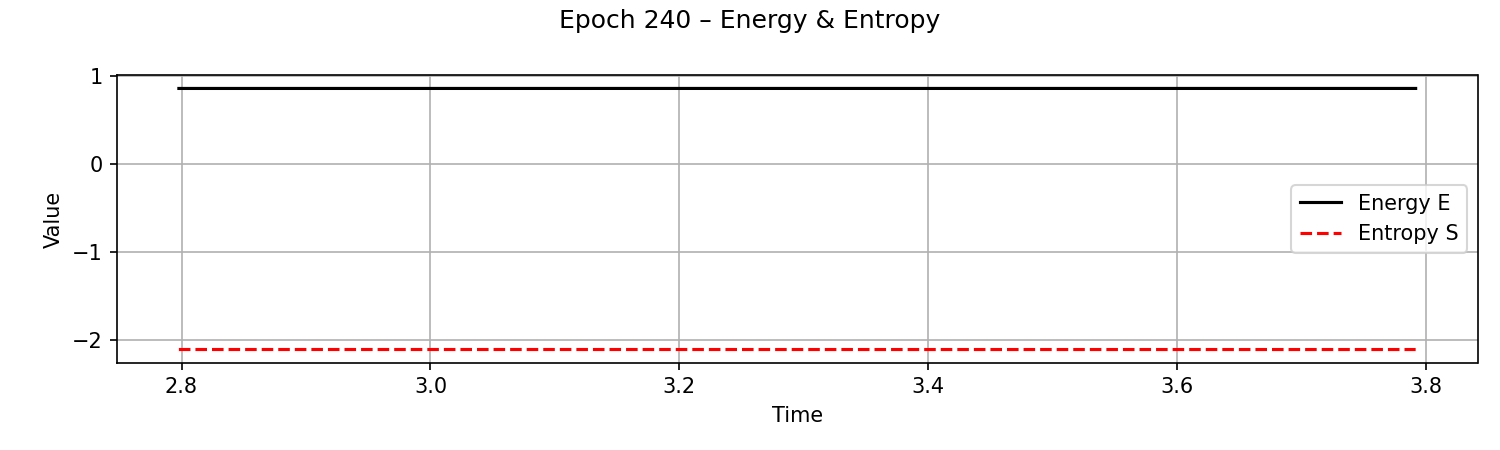 Epoch 240 – Energy & Entropy
1
0
−1
−2
Value
Energy E
Entropy S
2.8 3.0 3.2 3.4 3.6 3.8
Time